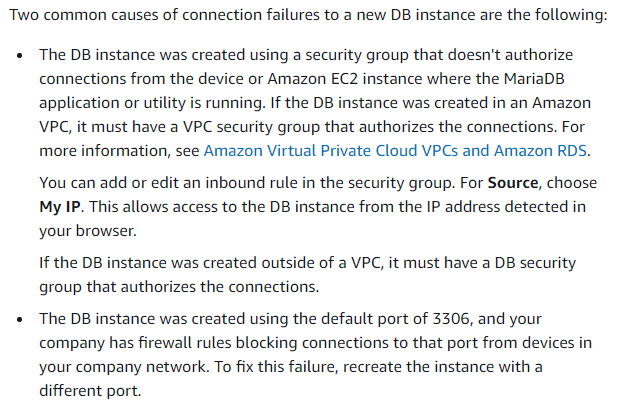 Two common causes of connection failures to a new DB instance are the following:
• The DB instance was created using a security group that doesn't authorize
connections from the device or Amazon EC2 instance where the MariaDB
application or utility is running. If the DB instance was created in an Amazon
VPC, it must have a VPC security group that authorizes the connections. For
more information, see Amazon Virtual Private Cloud VPCs and Amazon RDS.
You can add or edit an inbound rule in the security group. For Source, choose
My IP. This allows access to the DB instance from the IP address detected in
your browser.
If the DB instance was created outside of a VPC, it must have a DB security
group that authorizes the connections.
• The DB instance was created using the default port of 3306, and your
company has firewall rules blocking connections to that port from devices in
your company network. To fix this failure, recreate the instance with a
different port.